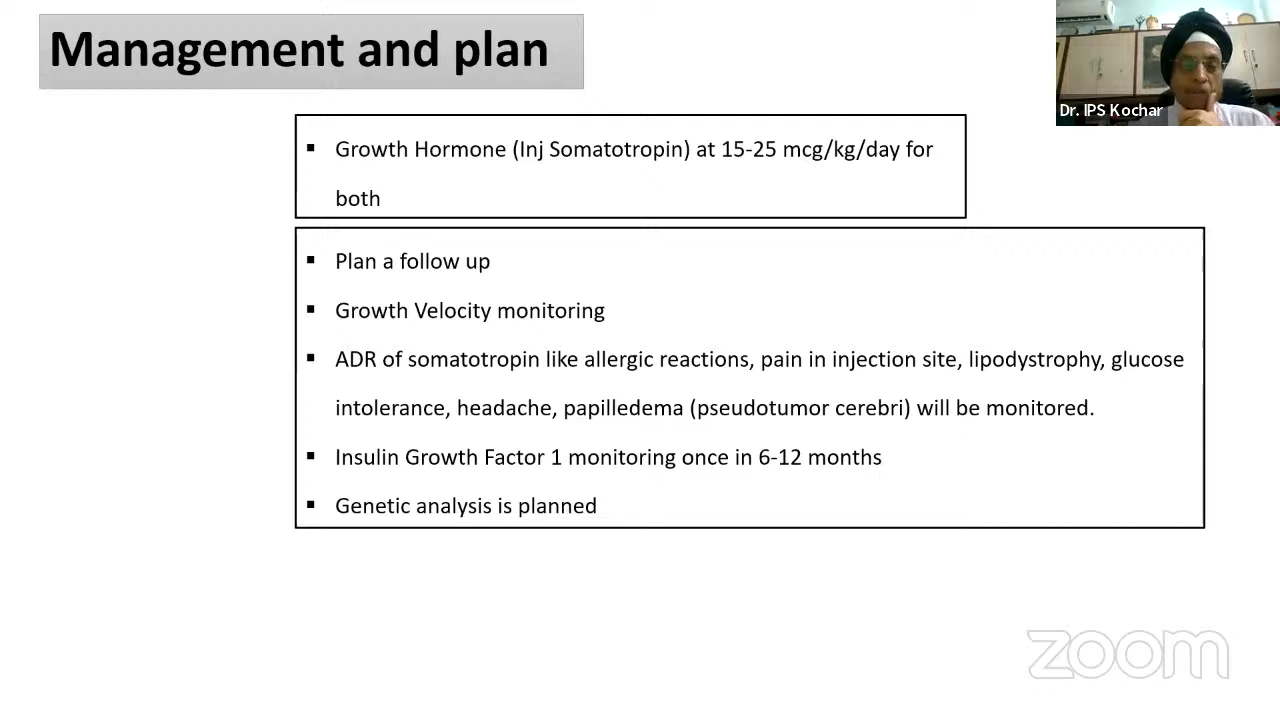 Management and plan
Dr. IPS Kochar
▪ Growth Hormone (Inj Somatotropin) at 15-25 mcg/kg/day for
both
▪ Plan a follow up
▪ Growth Velocity monitoring
▪ ADR of somatotropin like allergic reactions, pain in injection site, lipodystrophy, glucose
intolerance, headache, papilledema (pseudotumor cerebri) will be monitored.
▪ Insulin Growth Factor 1 monitoring once in 6-12 months
▪ Genetic analysis is planned
zoom